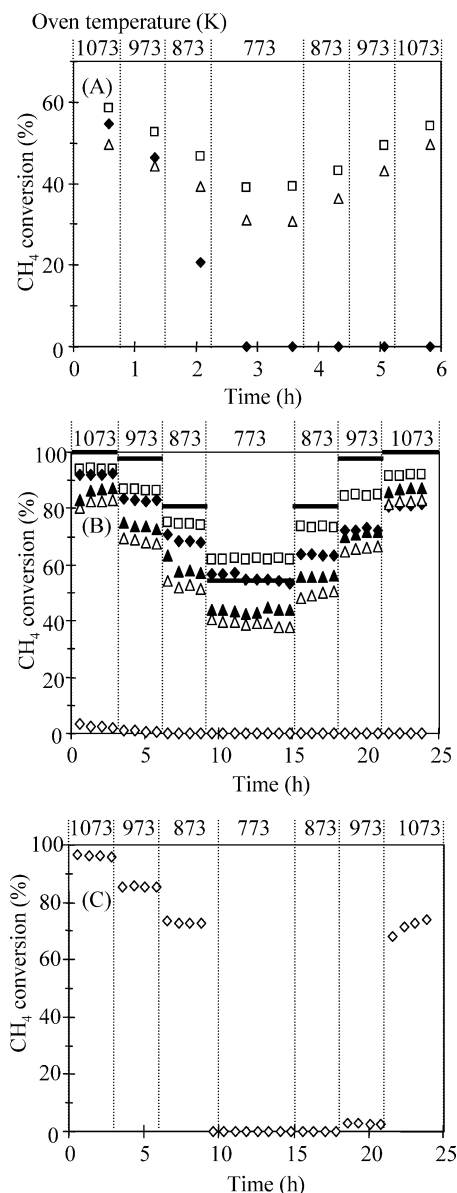 Oven temperature (K)
1073 973 873 773 873 973 1073
(A)
CH₄ conversion (%)
60
40
20
0
0 1 2 3 4 5 6
Time (h)
1073 973 873 773 873 973 1073
(B)
CH₄ conversion (%)
100
80
60
40
20
0
0 5 10 15 20 25
Time (h)
1073 973 873 773 873 973 1073
(C)
CH₄ conversion (%)
100
80
60
40
20
0
0 5 10 15 20 25
Time (h)